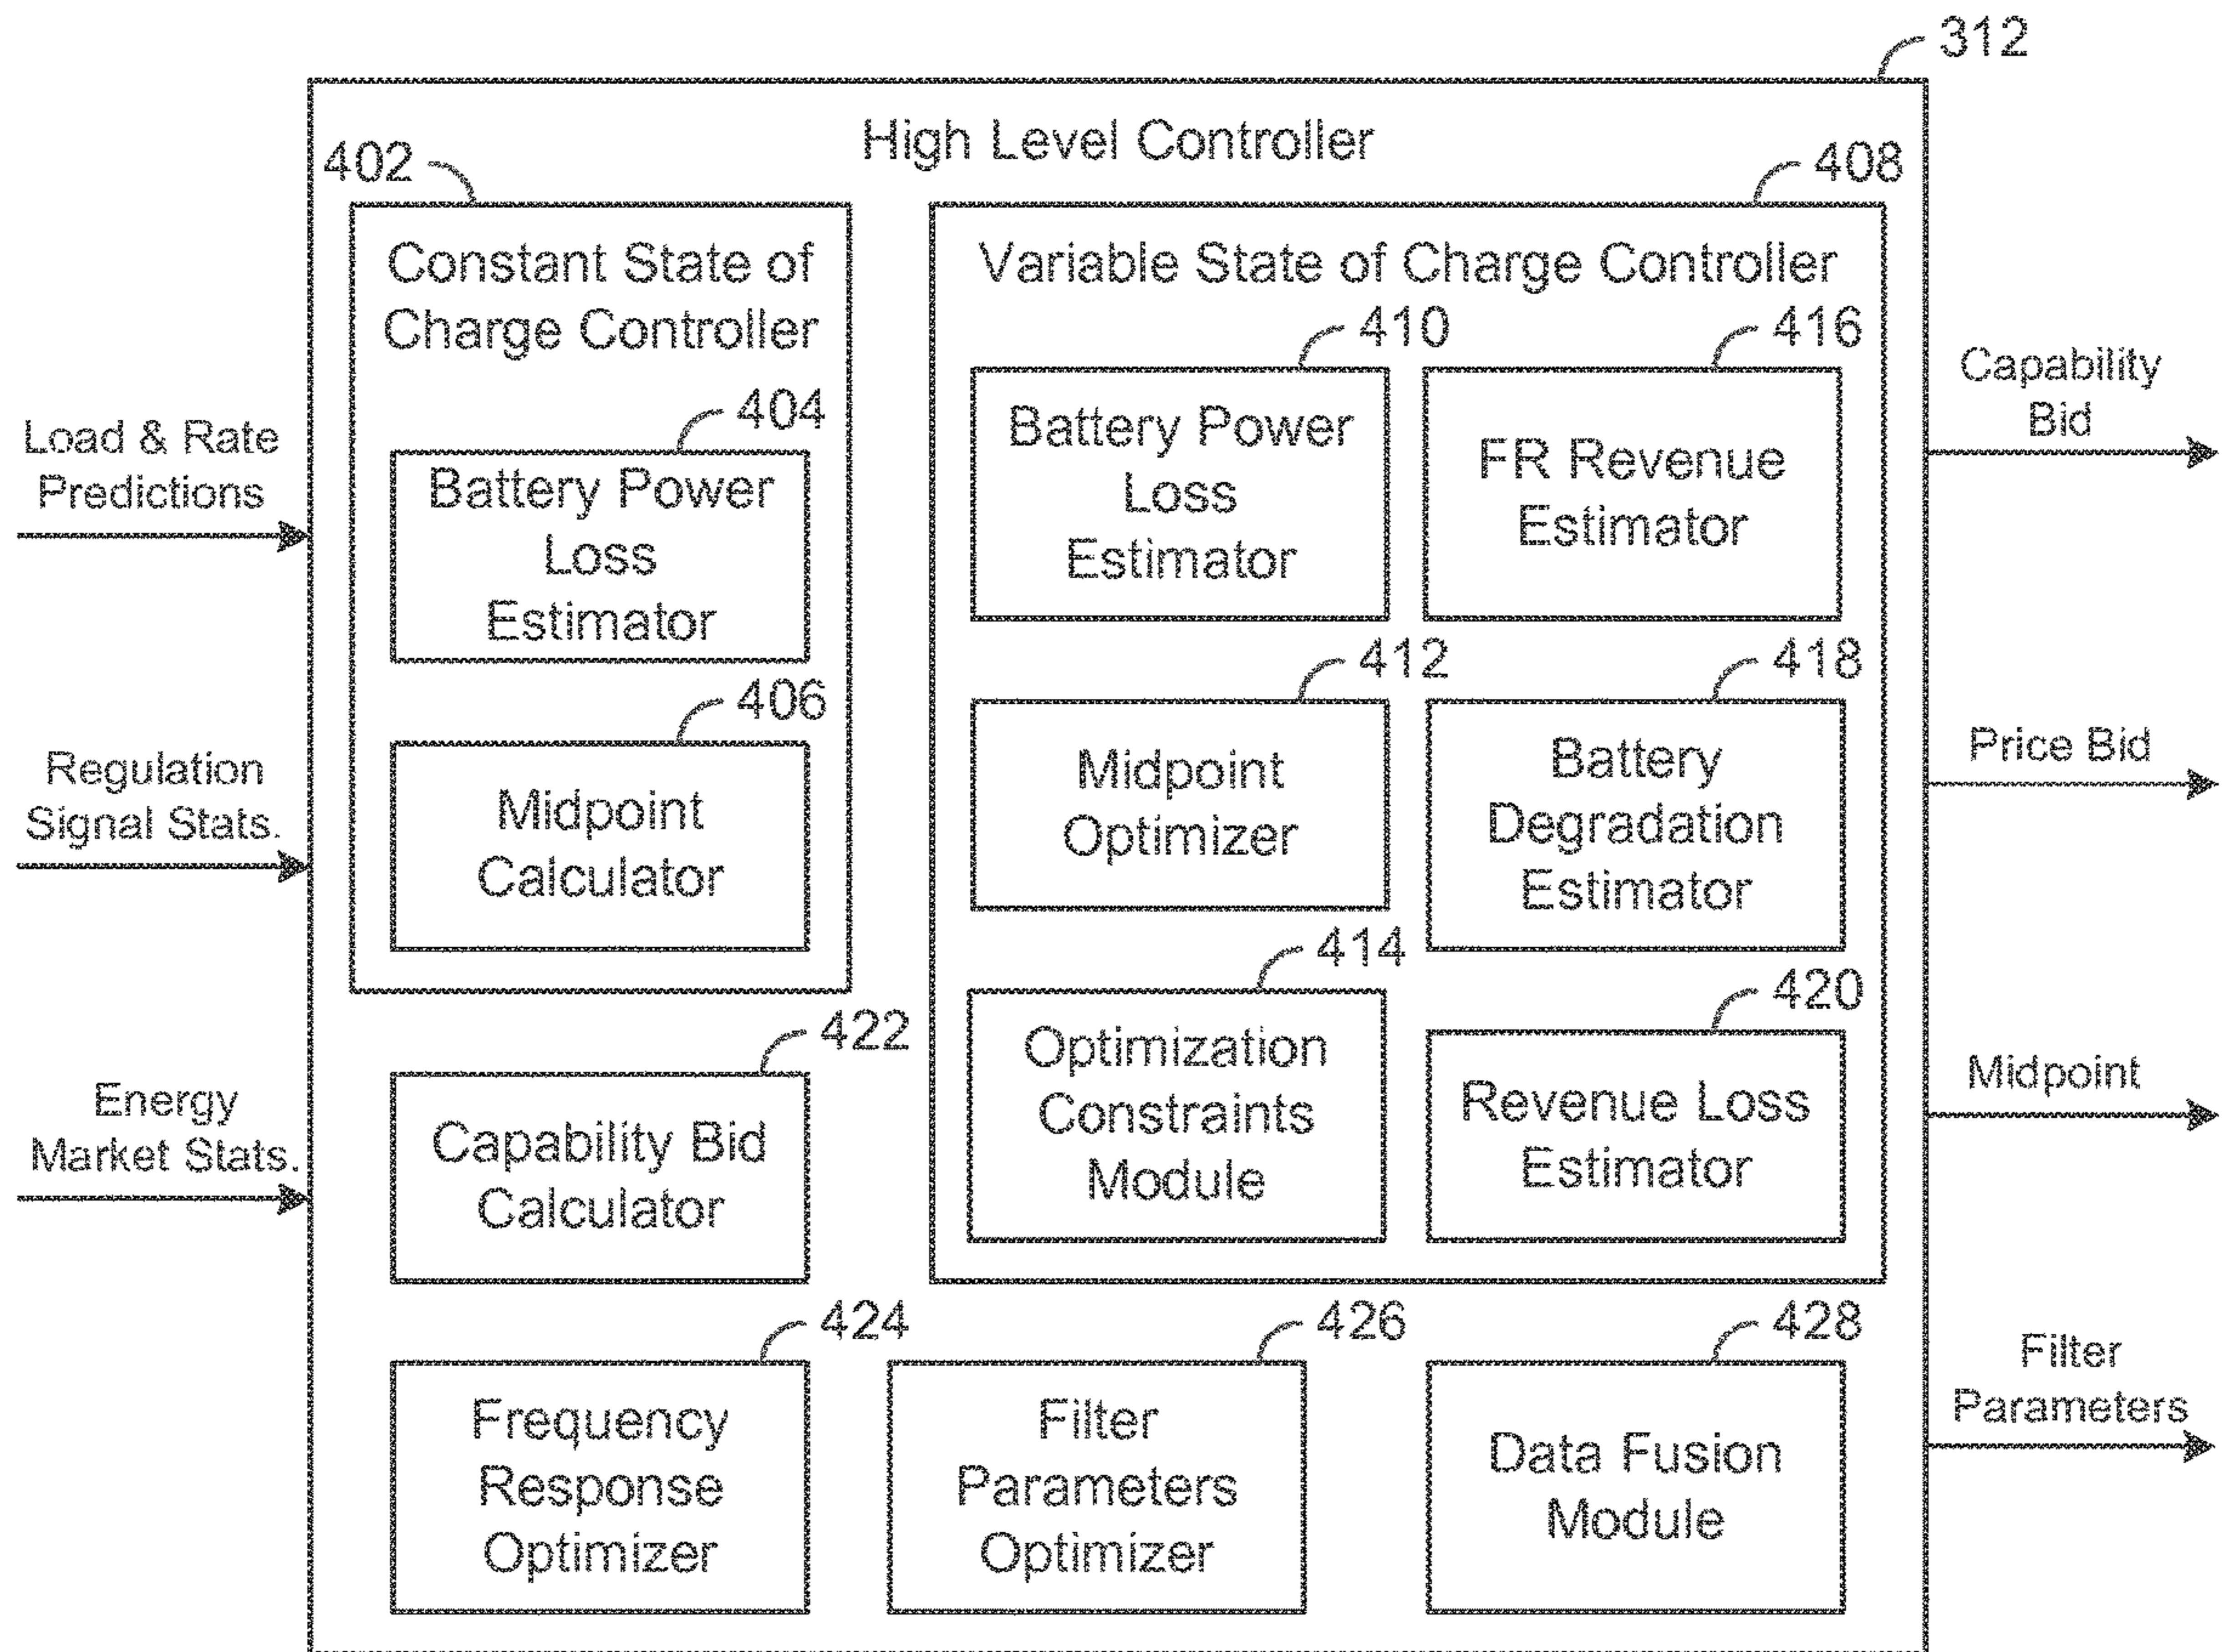 312
High Level Controller
402
408
Constant State of
Charge Controller
Variable State of Charge Controller
404
Battery Power
Loss
Estimator
406
Midpoint
Calculator
410
Battery Power
Loss
Estimator
416
FR Revenue
Estimator
412
Midpoint
Optimizer
418
Battery
Degradation
Estimator
414
Optimization
Constraints
Module
420
Revenue Loss
Estimator
422
Capability Bid
Calculator
424
Frequency
Response
Optimizer
426
Filter
Parameters
Optimizer
428
Data Fusion
Module
Load & Rate
Predictions
Regulation
Signal Stats.
Energy
Market Stats.
Capability
Bid
Price Bid
Midpoint
Filter
Parameters